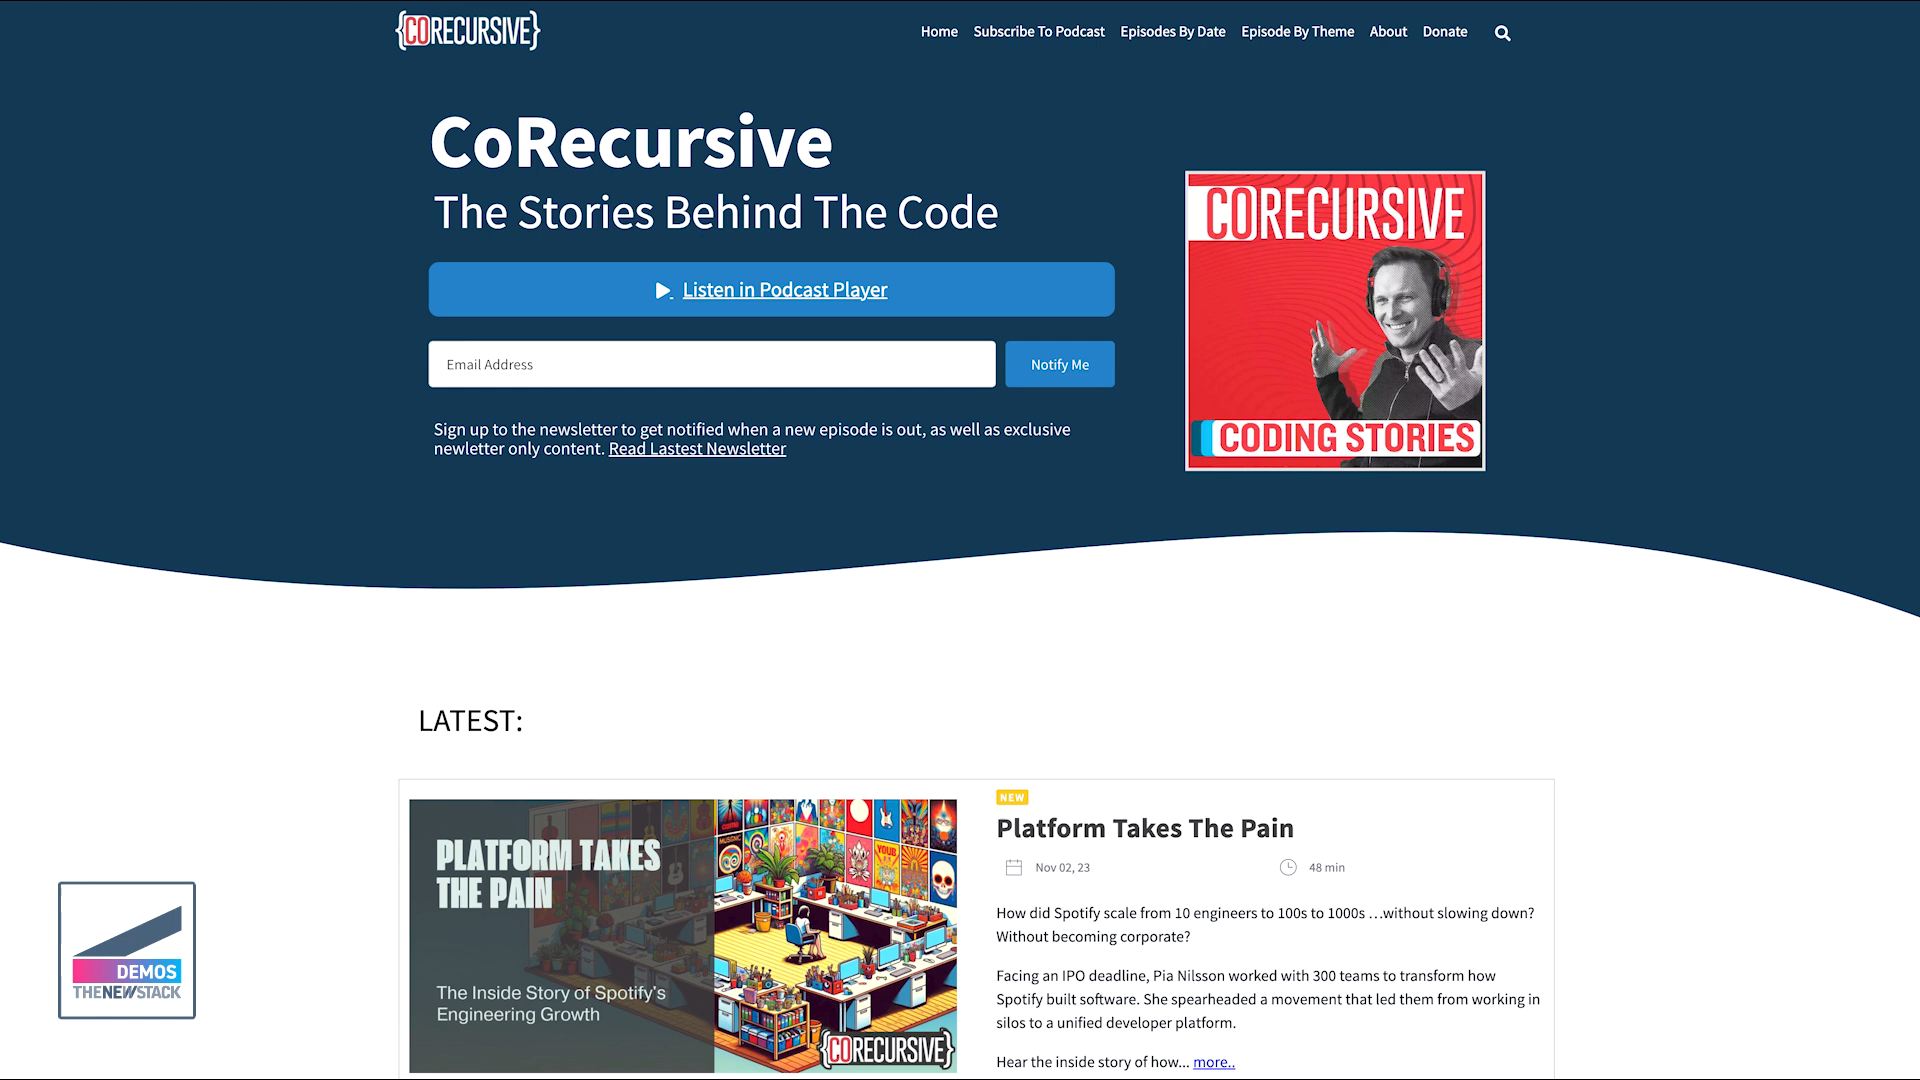 {CORECURSIVE}
Home Subscribe To Podcast Episodes By Date Episode By Theme About Donate
CoRecursive
The Stories Behind The Code
Listen in Podcast Player
Email Address
Notify Me
Sign up to the newsletter to get notified when a new episode is out, as well as exclusive
newletter only content. Read Lastest Newsletter
CORECURSIVE
CODING STORIES
LATEST:
PLATFORM TAKES
THE PAIN
The Inside Story of Spotify's
Engineering Growth
{CORECURSIVE}
NEW
Platform Takes The Pain
Nov 02, 23
48 min
How did Spotify scale from 10 engineers to 100s to 1000s …without slowing down?
Without becoming corporate?
Facing an IPO deadline, Pia Nilsson worked with 300 teams to transform how
Spotify built software. She spearheaded a movement that led them from working in
silos to a unified developer platform.
Hear the inside story of how... more..
DEMOS
THENEWSTACK